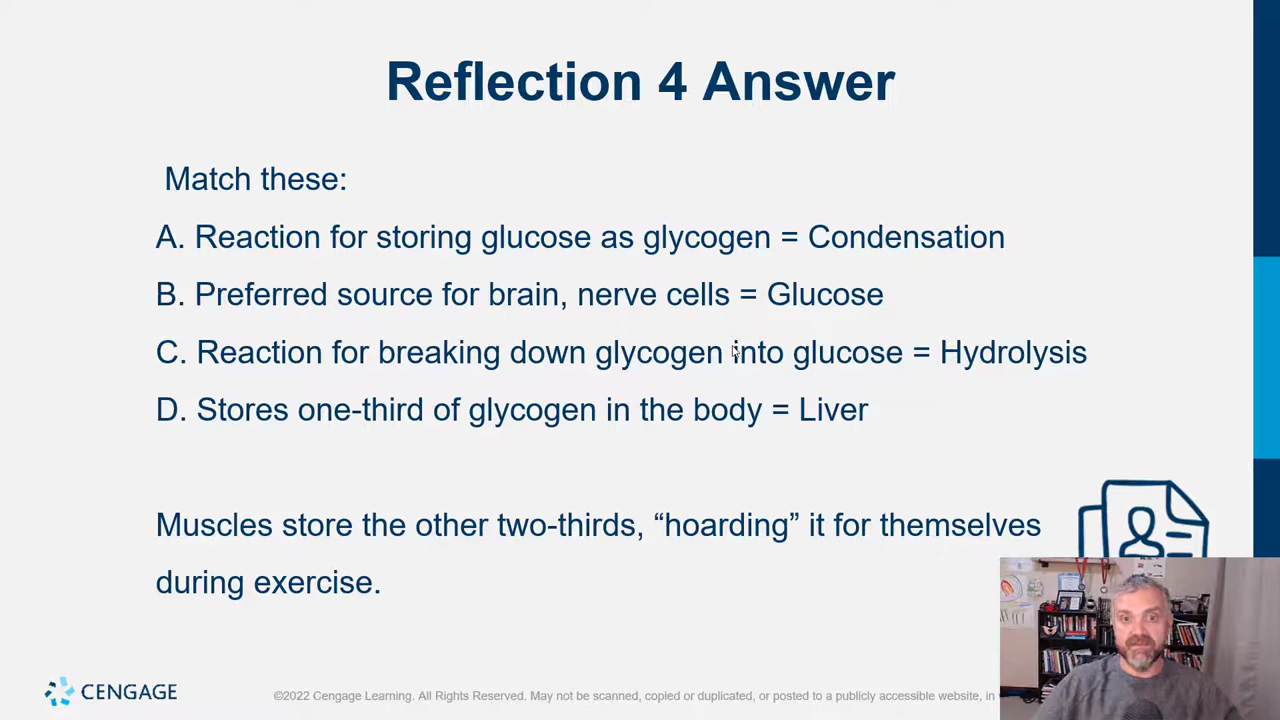 Reflection 4 Answer
Match these:
A. Reaction for storing glucose as glycogen = Condensation
B. Preferred source for brain, nerve cells = Glucose
C. Reaction for breaking down glycogen into glucose = Hydrolysis
D. Stores one-third of glycogen in the body = Liver
Muscles store the other two-thirds, “hoarding” it for themselves
during exercise.
CENGAGE
©2022 Cengage Learning. All Rights Reserved. May not be scanned, copied or duplicated, or posted to a publicly accessible website, in